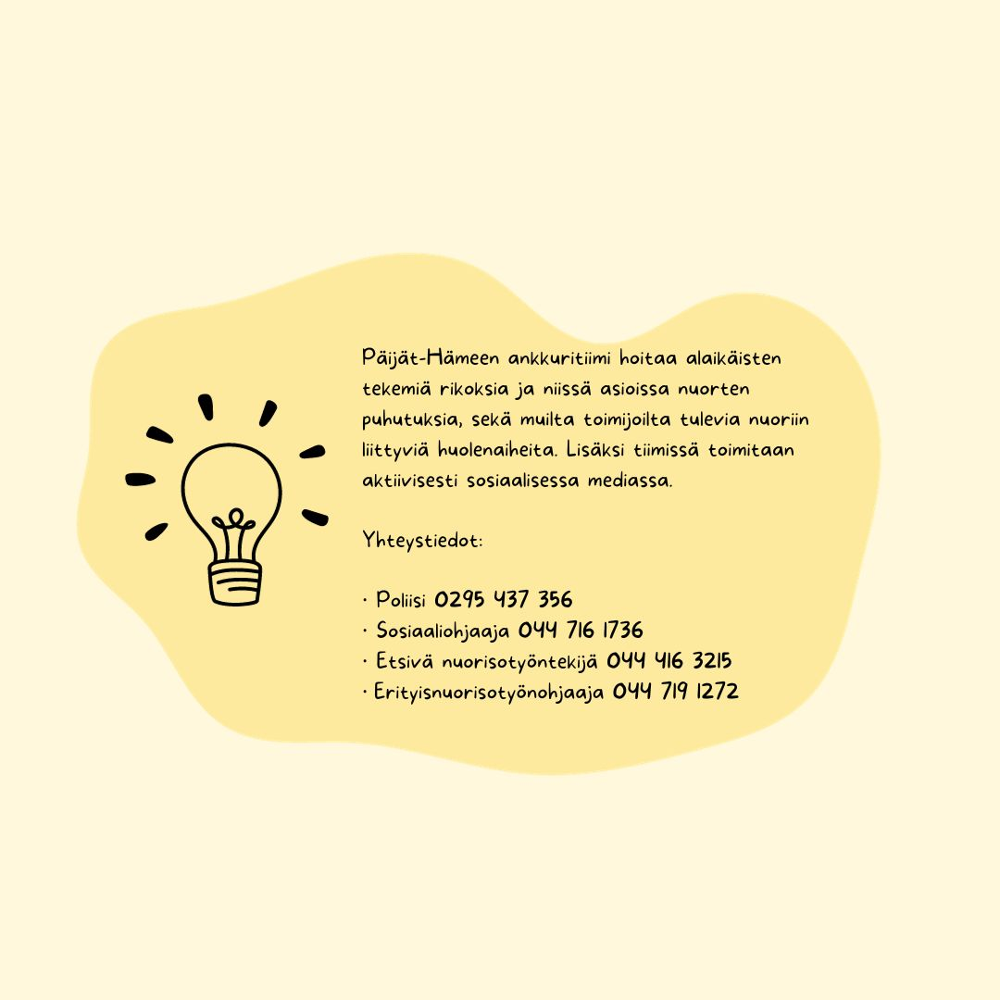 Päijät-Hämeen ankkuritiimi hoitaa alaikäisten
tekemiä rikoksia ja niissä asioissa nuorten
puhutuksia, sekä muilta toimijoilta tulevia nuoriin
liittyviä huolenaiheita. Lisäksi tiimissä toimitaan
aktiivisesti sosiaalisessa mediassa.
Yhteystiedot:
· Poliisi 0295 437 356
· Sosiaaliohjaaja 044 716 1736
· Etsivä nuorisotyöntekijä 044 416 3215
· Erityisnuorisotyönohjaaja 044 719 1272